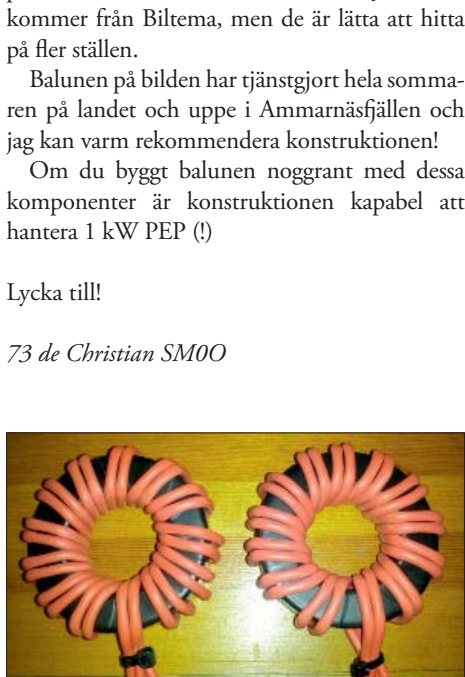 kommer från Biltema, men de är lätta att hitta
på fler ställen.
Balunen på bilden har tjänstgjort hela somma-
ren på landet och uppe i Ammarnäsfjällen och
jag kan varm rekommendera konstruktionen!
Om du byggt balunen noggrant med dessa
komponenter är konstruktionen kapabel att
hantera 1 kW PEP (!)
Lycka till!
73 de Christian SM0O